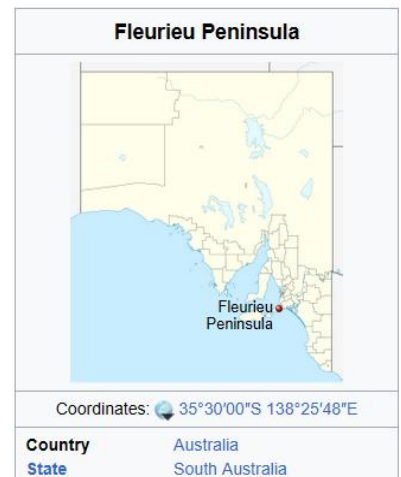 Fleurieu Peninsula
Fleurieu
Peninsula
Coordinates: 35°30′00″S 138°25′48″E
Country Australia
State South Australia